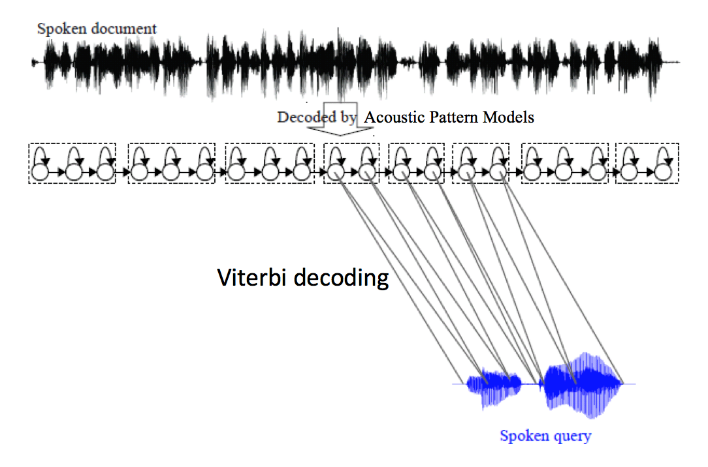 Spoken document
Decoded by Acoustic Pattern Models
Viterbi decoding
Spoken query